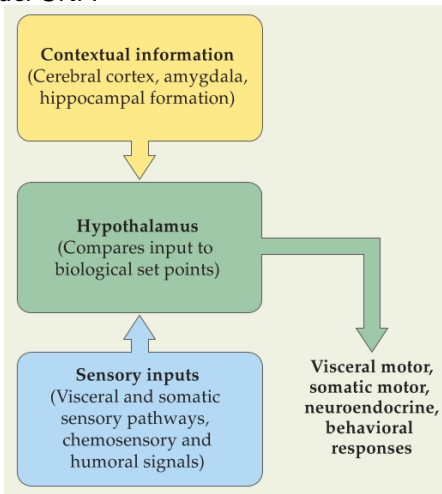 Contextual information
(Cerebral cortex, amygdala,
hippocampal formation)
Hypothalamus
(Compares input to
biological set points)
Sensory inputs
(Visceral and somatic
sensory pathways,
chemosensory and
humoral signals)
Visceral motor,
somatic motor,
neuroendocrine,
behavioral
responses